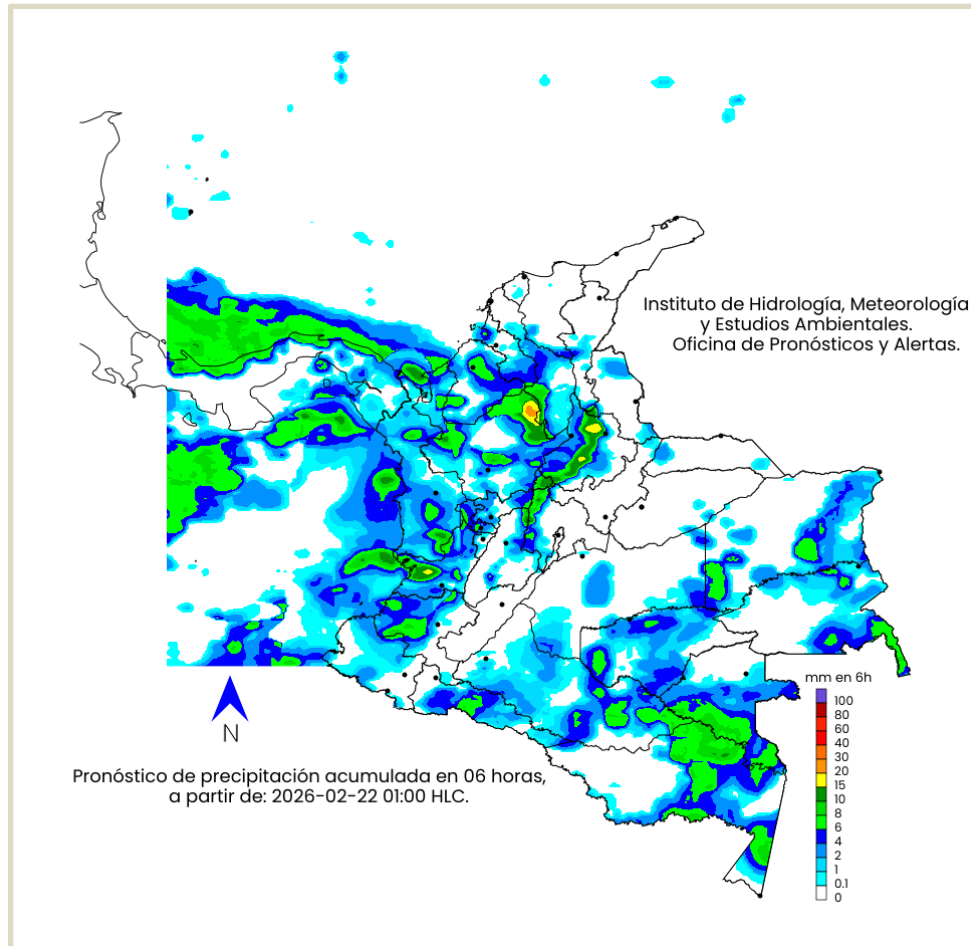 Instituto de Hidrología, Meteorología
y Estudios Ambientales.
Oficina de Pronósticos y Alertas.
mm en 6h
100
80
60
40
30
20
15
10
8
6
4
2
1
0.1
0
N
Pronóstico de precipitación acumulada en 06 horas,
a partir de: 2026-02-22 01:00 HLC.